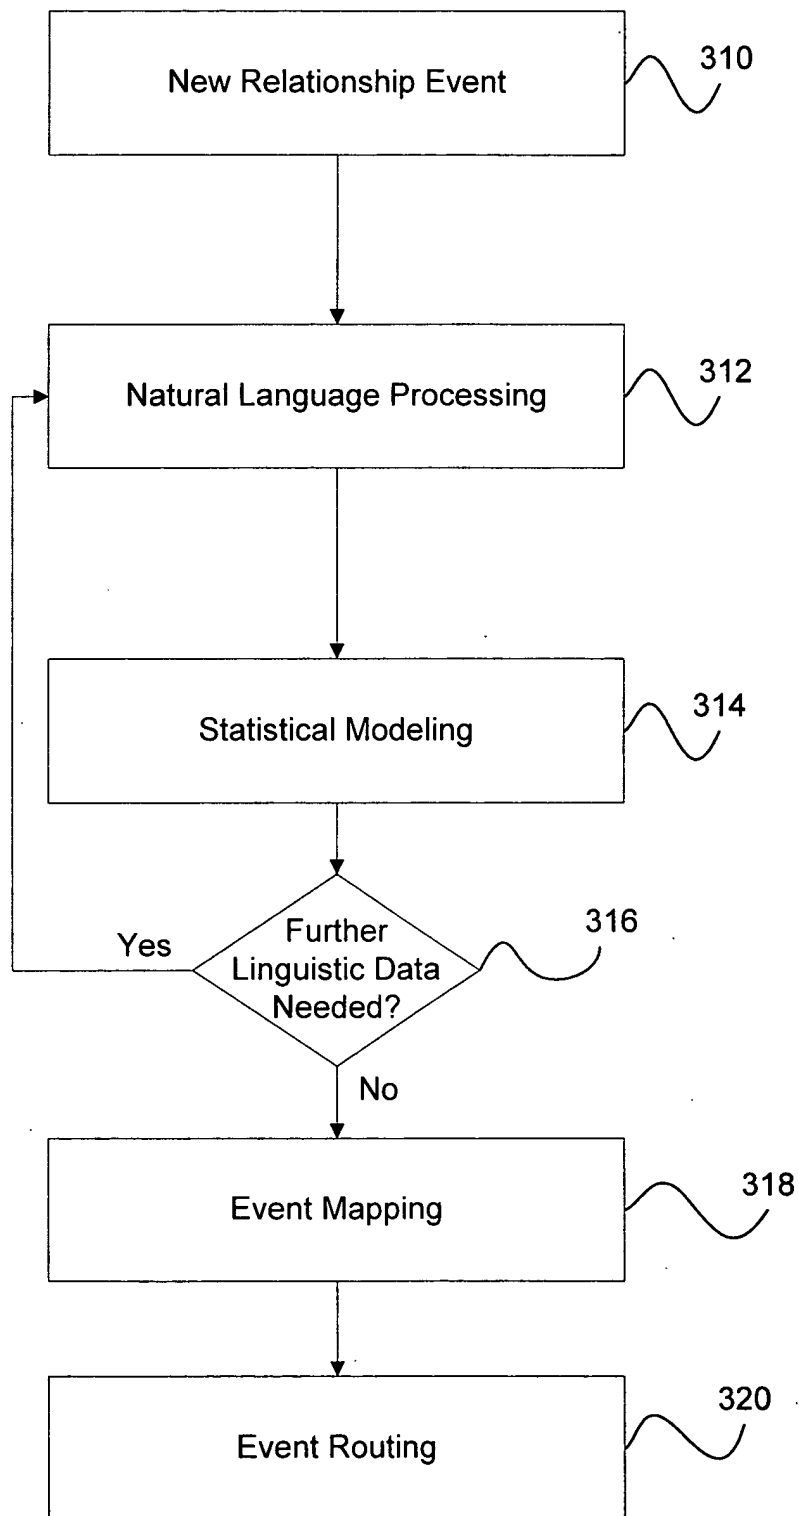 New Relationship Event
310
Natural Language Processing
312
Statistical Modeling
314
Further
Linguistic Data
Needed?
316
Yes
No
Event Mapping
318
Event Routing
320